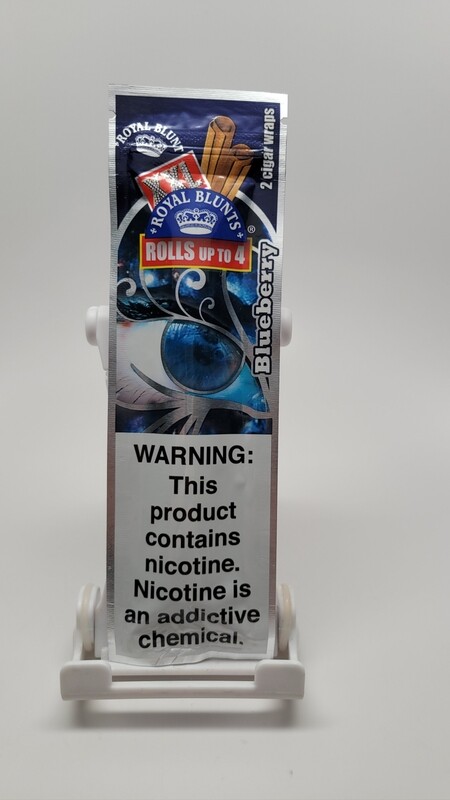 ROYAL BLUNT
2 cigar wraps
XXL
ROYAL BLUNTS
®
ROLLS UP TO 4
Blueberry
WARNING:
This
product
contains
nicotine.
Nicotine is
an addictive
chemical.